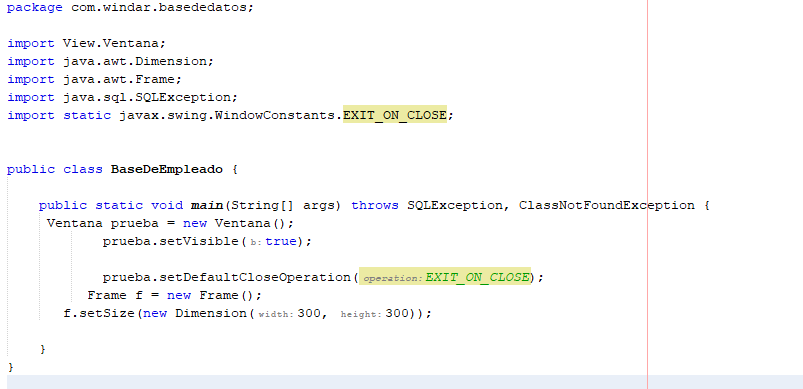 package com.windar.basededatos;
import View.Ventana;
import java.awt.Dimension;
import java.awt.Frame;
import java.sql.SQLException;
import static javax.swing.WindowConstants.EXIT_ON_CLOSE;
public class BaseDeEmpleado {
public static void main(String[] args) throws SQLException, ClassNotFoundException {
Ventana prueba = new Ventana();
prueba.setVisible(b: true);
prueba.setDefaultCloseOperation(operation: EXIT_ON_CLOSE);
Frame f = new Frame();
f.setSize(new Dimension(width: 300, height: 300));
}
}